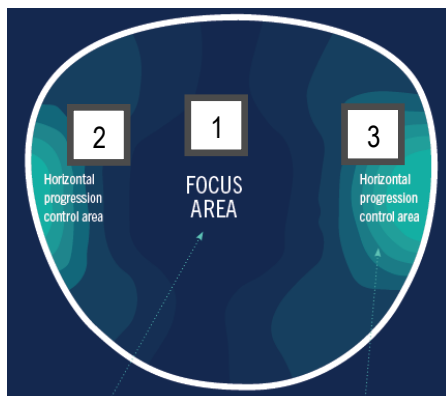 1
2
3
FOCUS
AREA
Horizontal
progression
control area
Horizontal
progression
control area